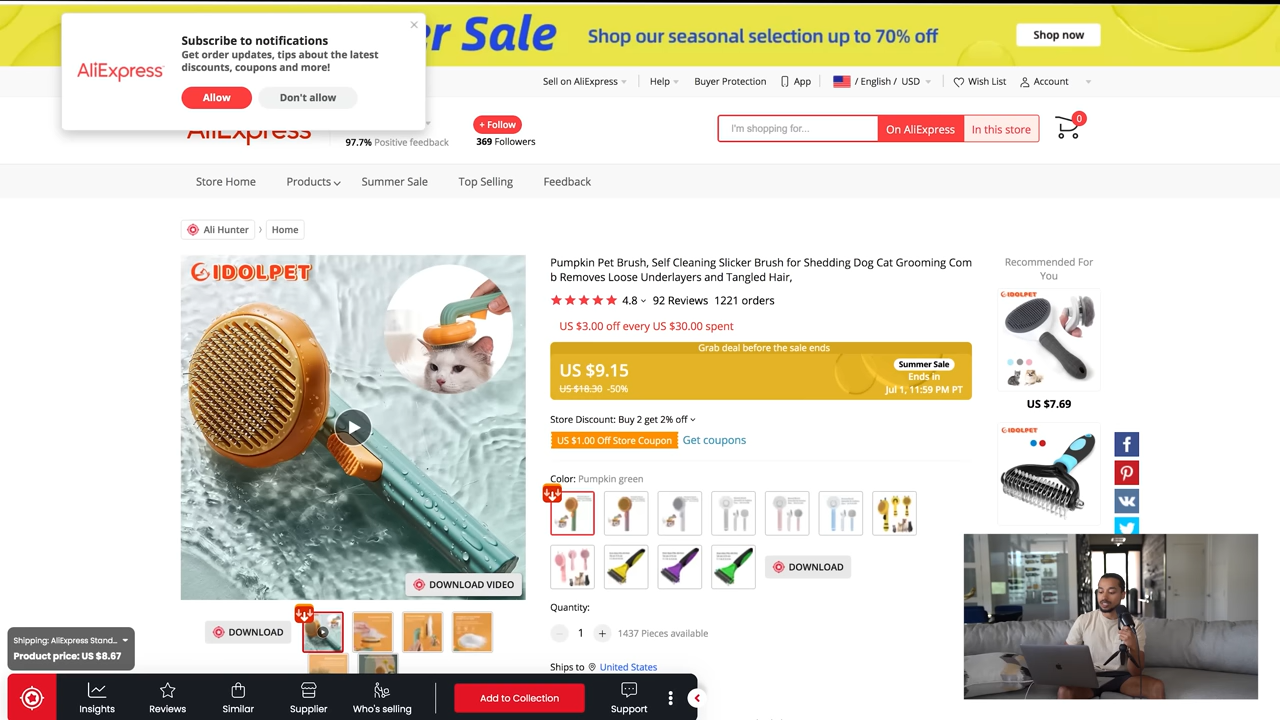 Sale
Shop our seasonal selection up to 70% off
Shop now
Subscribe to notifications
Get order updates, tips about the latest
discounts, coupons and more!
AliExpress
Allow
Don't allow
Sell on AliExpress
Help
Buyer Protection
App
/ English / USD
Wish List
Account
AliExpress
97.7% Positive feedback
+ Follow
369 Followers
I'm shopping for...
On AliExpress
In this store
0
Store Home
Products
Summer Sale
Top Selling
Feedback
Ali Hunter
Home
IDOLPET
DOWNLOAD VIDEO
DOWNLOAD
Pumpkin Pet Brush, Self Cleaning Slicker Brush for Shedding Dog Cat Grooming Com
b Removes Loose Underlayers and Tangled Hair,
4.8
92 Reviews
1221 orders
US $3.00 off every US $30.00 spent
Grab deal before the sale ends
US $9.15
US $18.30 -50%
Summer Sale
Ends in
Jul 1, 11:59 PM PT
Store Discount: Buy 2 get 2% off
US $1.00 Off Store Coupon
Get coupons
Color: Pumpkin green
DOWNLOAD
Quantity:
1
1437 Pieces available
Ships to
United States
Recommended For
You
IDOLPET
US $7.69
IDOLPET
Shipping: AliExpress Stand...
Product price: US $8.67
Insights
Reviews
Similar
Supplier
Who's selling
Add to Collection
Support